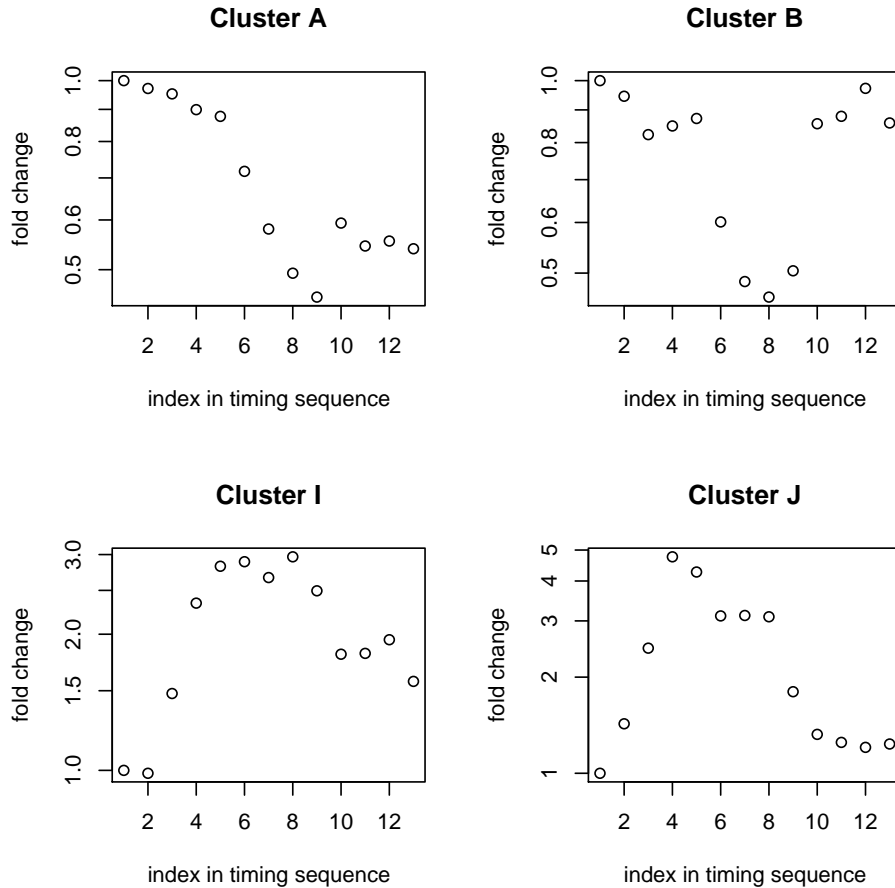 Cluster A
fold change
1.0
0.8
0.6
0.5
2 4 6 8 10 12
index in timing sequence
Cluster B
fold change
1.0
0.8
0.6
0.5
2 4 6 8 10 12
index in timing sequence
Cluster I
fold change
3.0
2.0
1.5
1.0
2 4 6 8 10 12
index in timing sequence
Cluster J
fold change
5
4
3
2
1
2 4 6 8 10 12
index in timing sequence